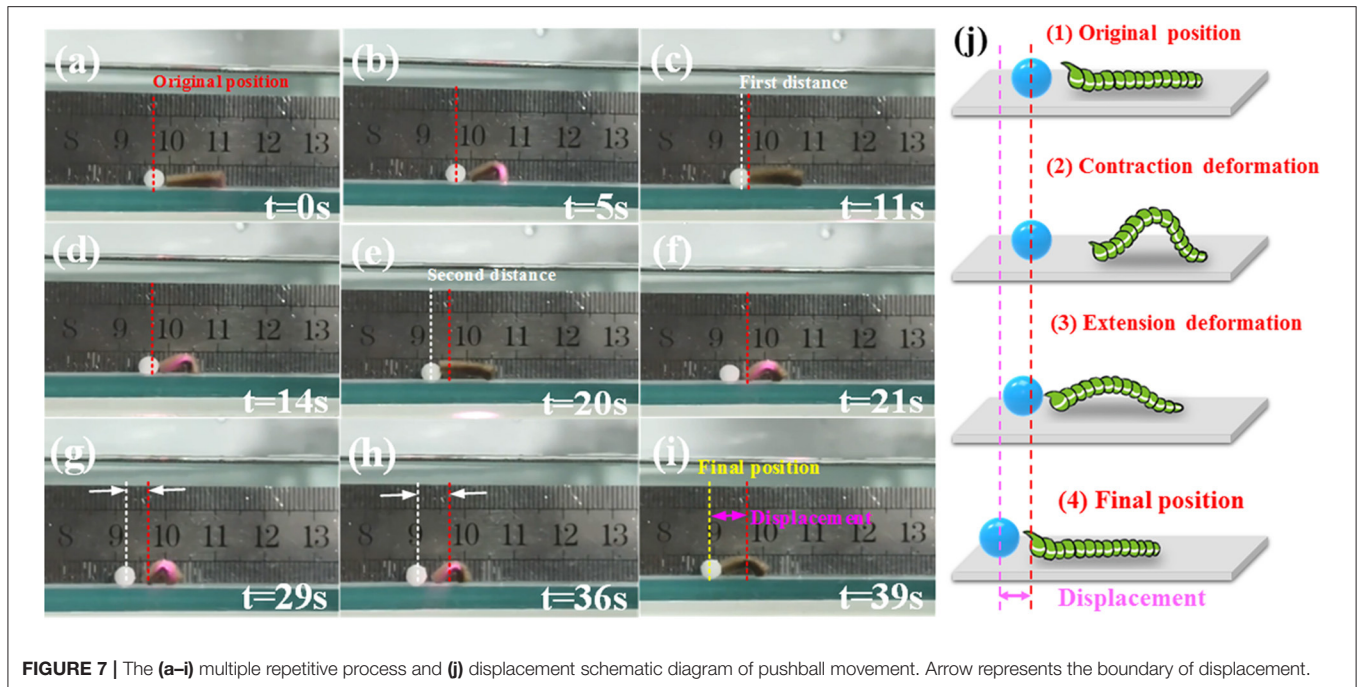 (a)
Original position
8 9 10 11 12 13
t=0s
(b)
8 9 10 11 12 13
t=5s
(c)
First distance
8 9 10 11 12 13
t=11s
(d)
8 9 10 11 12 13
t=14s
(e)
Second distance
8 9 10 11 12 13
t=20s
(f)
8 9 10 11 12 13
t=21s
(g)
8 9 10 11 12 13
t=29s
(h)
8 9 10 11 12 13
t=36s
(i)
Final position
Displacement
8 9 10 11 12 13
t=39s
(j)
(1) Original position
(2) Contraction deformation
(3) Extension deformation
(4) Final position
Displacement
FIGURE 7 | The (a–i) multiple repetitive process and (j) displacement schematic diagram of pushball movement. Arrow represents the boundary of displacement.